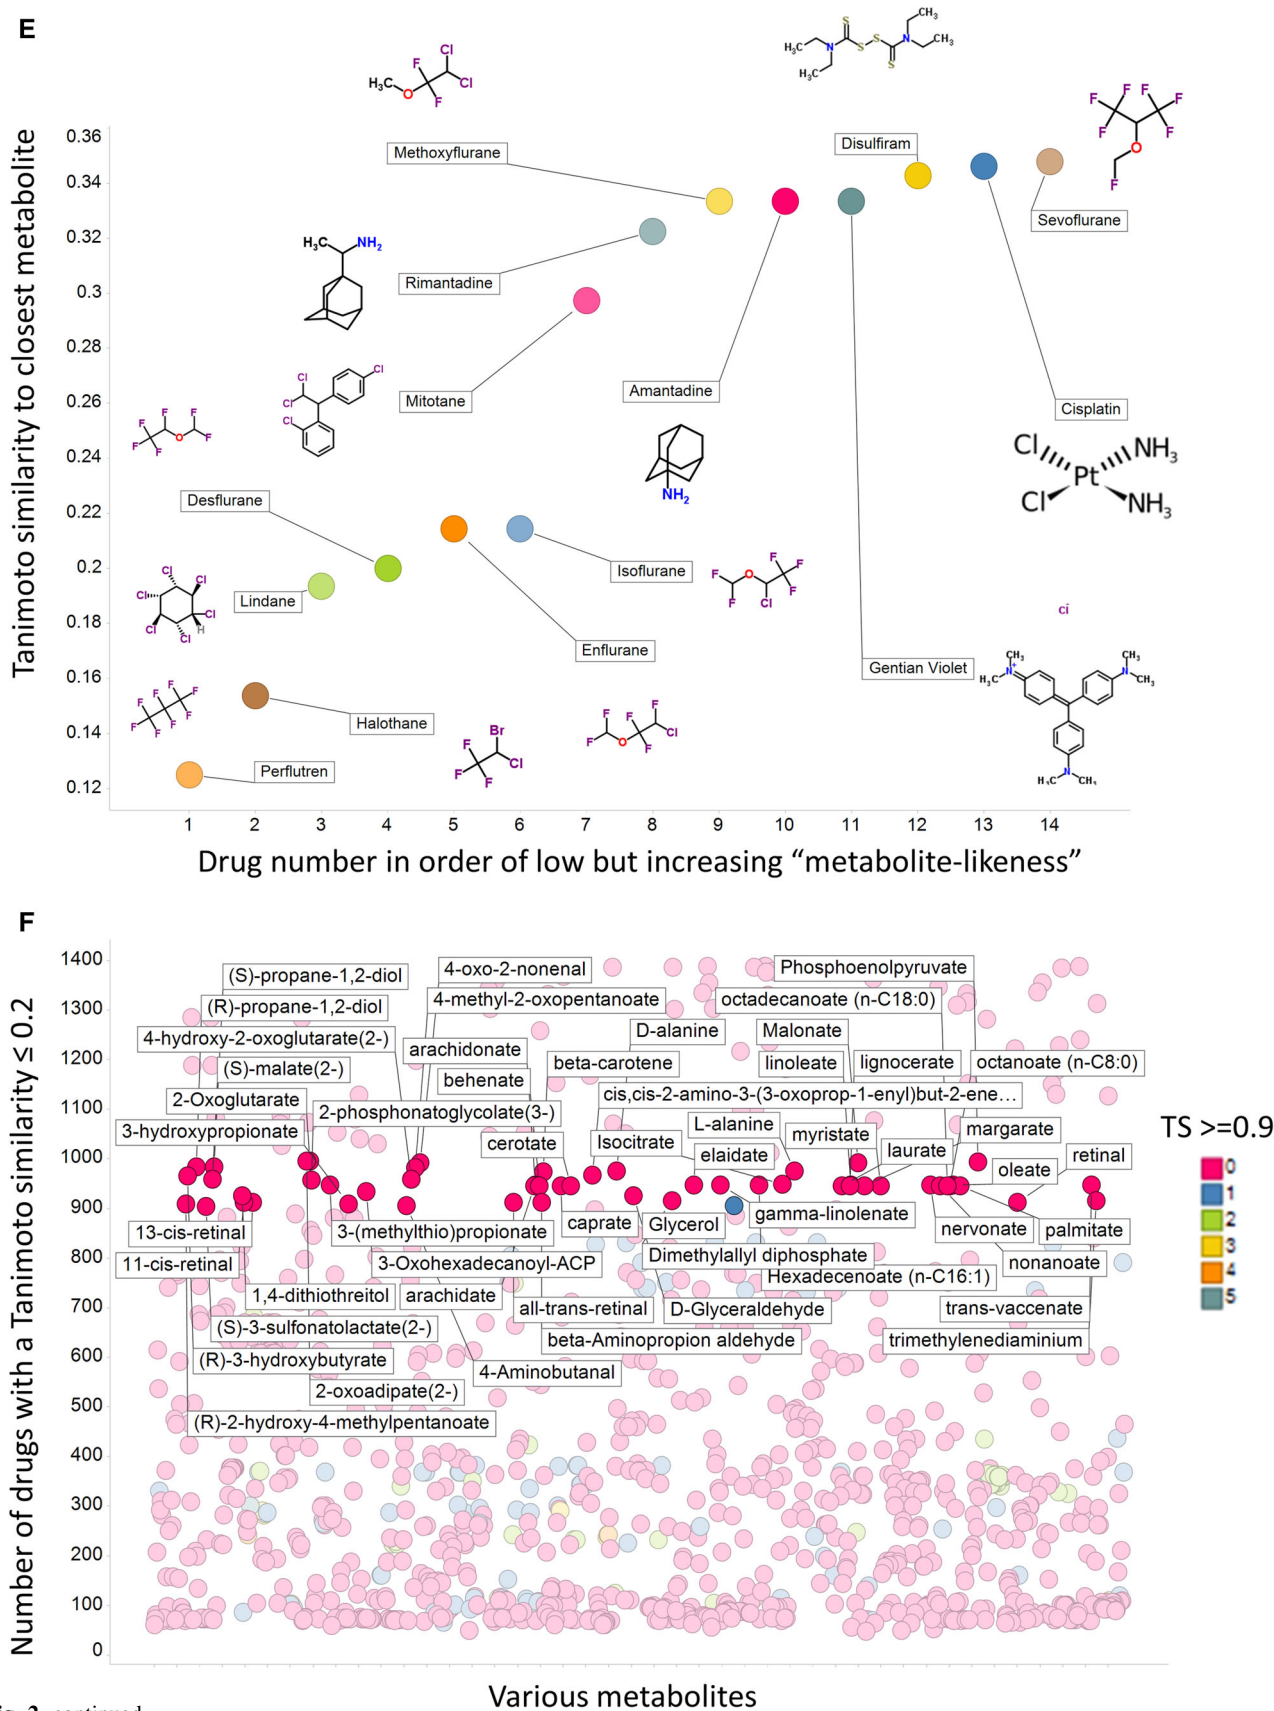 E
Tanimoto similarity to closest metabolite
0.36
0.34
0.32
0.3
0.28
0.26
0.24
0.22
0.2
0.18
0.16
0.14
0.12
Methoxyflurane
Disulfiram
Sevoflurane
Rimantadine
Mitotane
Amantadine
Cisplatin
Desflurane
Isoflurane
Lindane
Enflurane
Gentian Violet
Halothane
Perflutren
1 2 3 4 5 6 7 8 9 10 11 12 13 14
Drug number in order of low but increasing “metabolite-likeness”
F
Number of drugs with a Tanimoto similarity ≤ 0.2
1400
1300
1200
1100
1000
900
800
700
600
500
400
300
200
100
0
(S)-propane-1,2-diol
4-oxo-2-nonenal
Phosphoenolpyruvate
(R)-propane-1,2-diol
4-methyl-2-oxopentanoate
octadecanoate (n-C18:0)
4-hydroxy-2-oxoglutarate(2-)
D-alanine
Malonate
arachidonate
(S)-malate(2-)
beta-carotene
linoleate
lignocerate
octanoate (n-C8:0)
behenate
2-Oxoglutarate
cis,cis-2-amino-3-(3-oxoprop-1-enyl)but-2-ene...
2-phosphonatoglycolate(3-)
3-hydroxypropionate
L-alanine
myristate
margarate
cerotate
Isocitrate
elaidate
laurate
retinal
oleate
TS >=0.9
0
1
2
3
4
5
13-cis-retinal
3-(methylthio)propionate
caprate
Glycerol
gamma-linolenate
nervonate
palmitate
11-cis-retinal
3-Oxohexadecanoyl-ACP
Dimethylallyl diphosphate
Hexadecenoate (n-C16:1)
nonanoate
1,4-dithiothreitol
arachidate
all-trans-retinal
D-Glyceraldehyde
trans-vaccenate
(S)-3-sulfonatolactate(2-)
beta-Aminopropion aldehyde
trimethylenediaminium
(R)-3-hydroxybutyrate
4-Aminobutanal
2-oxoadipate(2-)
(R)-2-hydroxy-4-methylpentanoate
Various metabolites